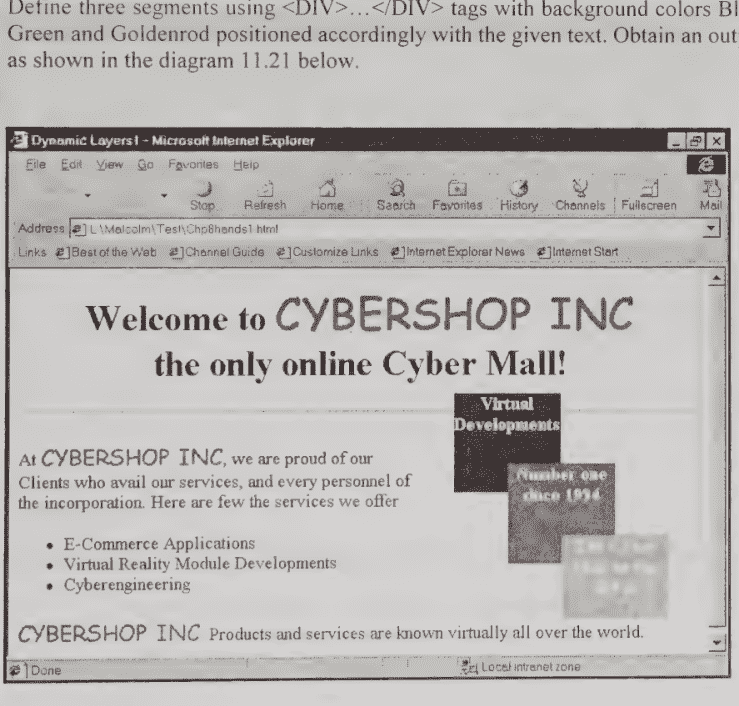 Define three segments using <DIV>...</DIV> tags with background colors Bl
Green and Goldenrod positioned accordingly with the given text. Obtain an out
as shown in the diagram 11.21 below.
Dynamic Layers1 - Microsoft Internet Explorer
File Edit View Go Favorites Help
Stop Refresh Home Search Favorites History Channels Fullscreen Mail
Address L:\Malcolm\Test\Chp8hands1.html
Links Best of the Web Channel Guide Customize Links Internet Explorer News Internet Start
Welcome to CYBERSHOP INC
the only online Cyber Mall!
Virtual
Developments
At CYBERSHOP INC, we are proud of our
Clients who avail our services, and every personnel of
the incorporation. Here are few the services we offer
Number one
since 1994
• E-Commerce Applications
• Virtual Reality Module Developments
• Cyberengineering
CYBERSHOP INC Products and services are known virtually all over the world.
Done Local intranet zone